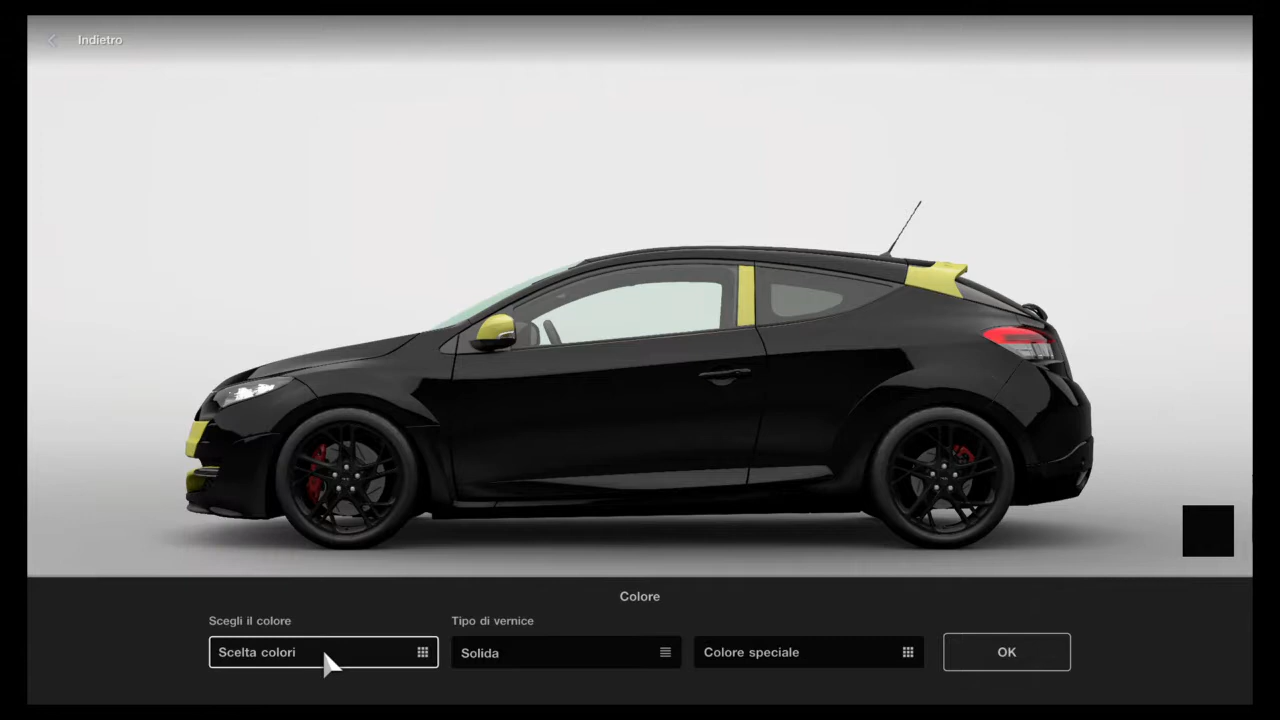 Indietro
Colore
Scegli il colore
Tipo di vernice
Scelta colori
Solida
Colore speciale
OK